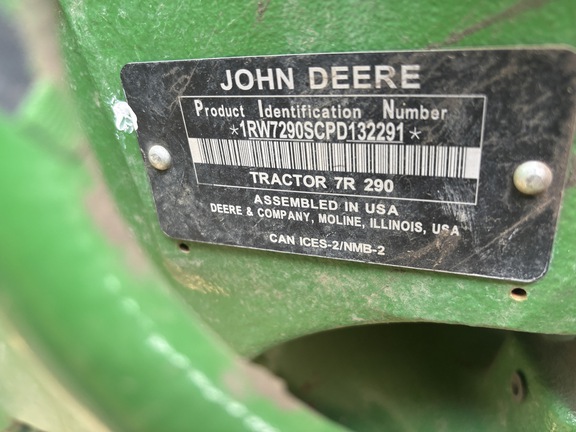 JOHN DEERE
Product Identification Number
*1RW7290SCPD132291*
TRACTOR 7R 290
ASSEMBLED IN USA
DEERE & COMPANY, MOLINE, ILLINOIS, USA
CAN ICES-2/NMB-2